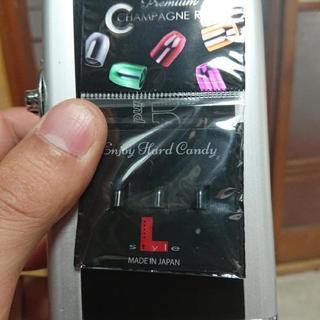 Premium
CHAMPAGNE R
Enjoy Hard Candy
L
style
MADE IN JAPAN